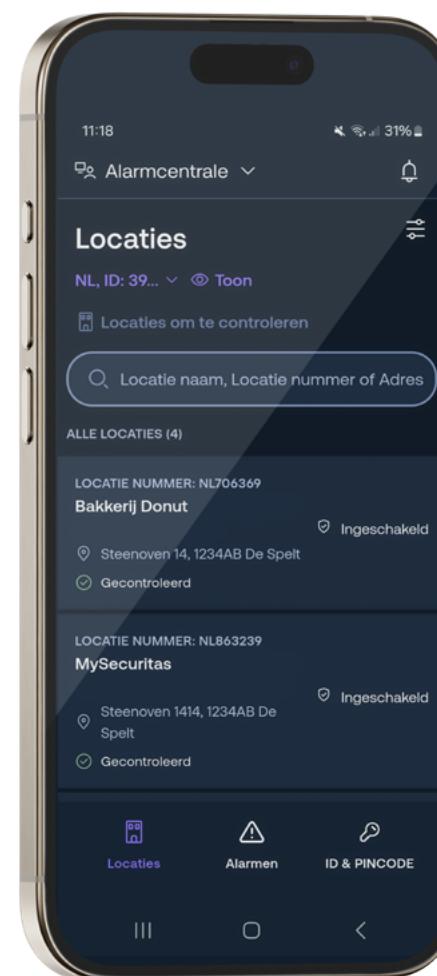 11:18
31%
Alarmcentrale
Locaties
NL, ID: 39...
Toon
Locaties om te controleren
Locatie naam, Locatie nummer of Adres
ALLE LOCATIES (4)
LOCATIE NUMMER: NL706369
Bakkerij Donut
Ingeschakeld
Steenoven 14, 1234AB De Spelt
Gecontroleerd
LOCATIE NUMMER: NL863239
MySecuritas
Ingeschakeld
Steenoven 1414, 1234AB De
Spelt
Gecontroleerd
Locaties
Alarmen
ID & PINCODE